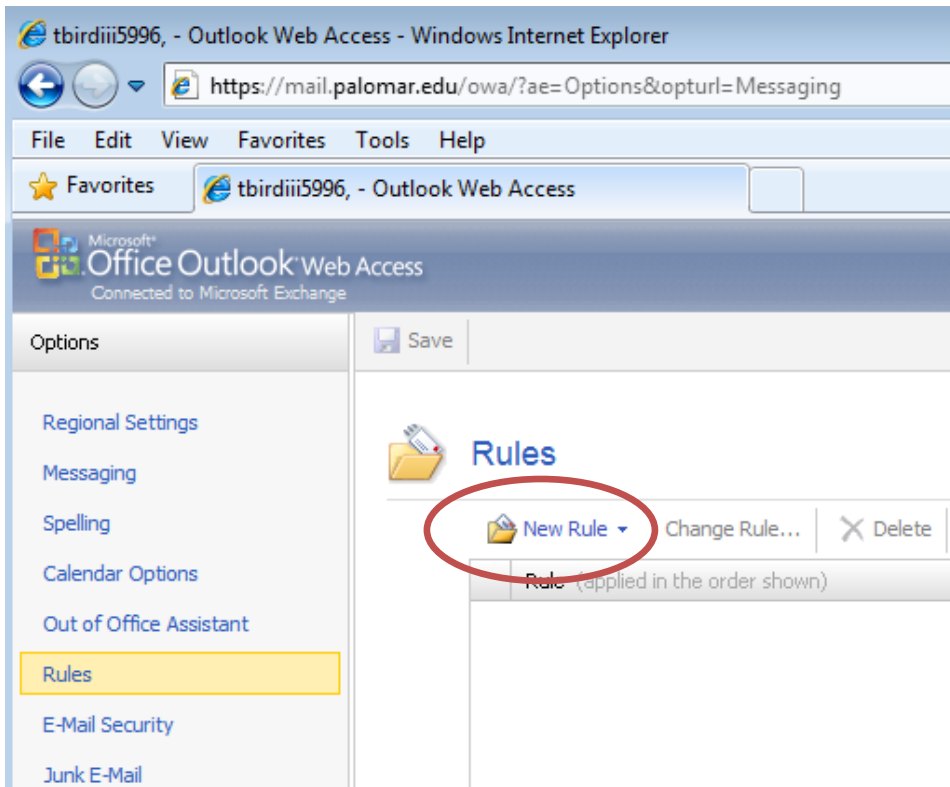 tbirdiii5996, - Outlook Web Access - Windows Internet Explorer
https://mail.palomar.edu/owa/?ae=Options&opturl=Messaging
File Edit View Favorites Tools Help
Favorites tbirdiii5996, - Outlook Web Access
Microsoft®
Office Outlook® Web Access
Connected to Microsoft Exchange
Options Save
Regional Settings
Rules
Messaging
Spelling
New Rule Change Rule... Delete
Calendar Options
Rule (applied in the order shown)
Out of Office Assistant
Rules
E-Mail Security
Junk E-Mail